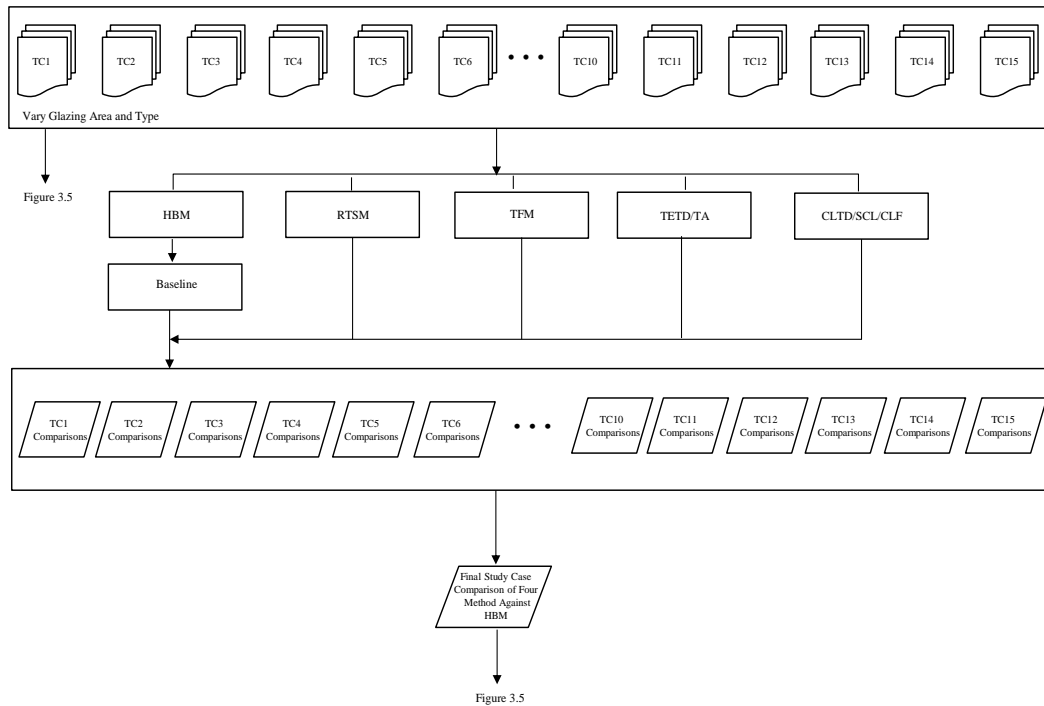 TC1 TC2 TC3 TC4 TC5 TC6 • • • TC10 TC11 TC12 TC13 TC14 TC15
Vary Glazing Area and Type
Figure 3.5
HBM RTSM TFM TETD/TA CLTD/SCL/CLF
Baseline
TC1 Comparisons
TC2 Comparisons
TC3 Comparisons
TC4 Comparisons
TC5 Comparisons
TC6 Comparisons
• • •
TC10 Comparisons
TC11 Comparisons
TC12 Comparisons
TC13 Comparisons
TC14 Comparisons
TC15 Comparisons
Final Study Case
Comparison of Four
Method Against
HBM
Figure 3.5